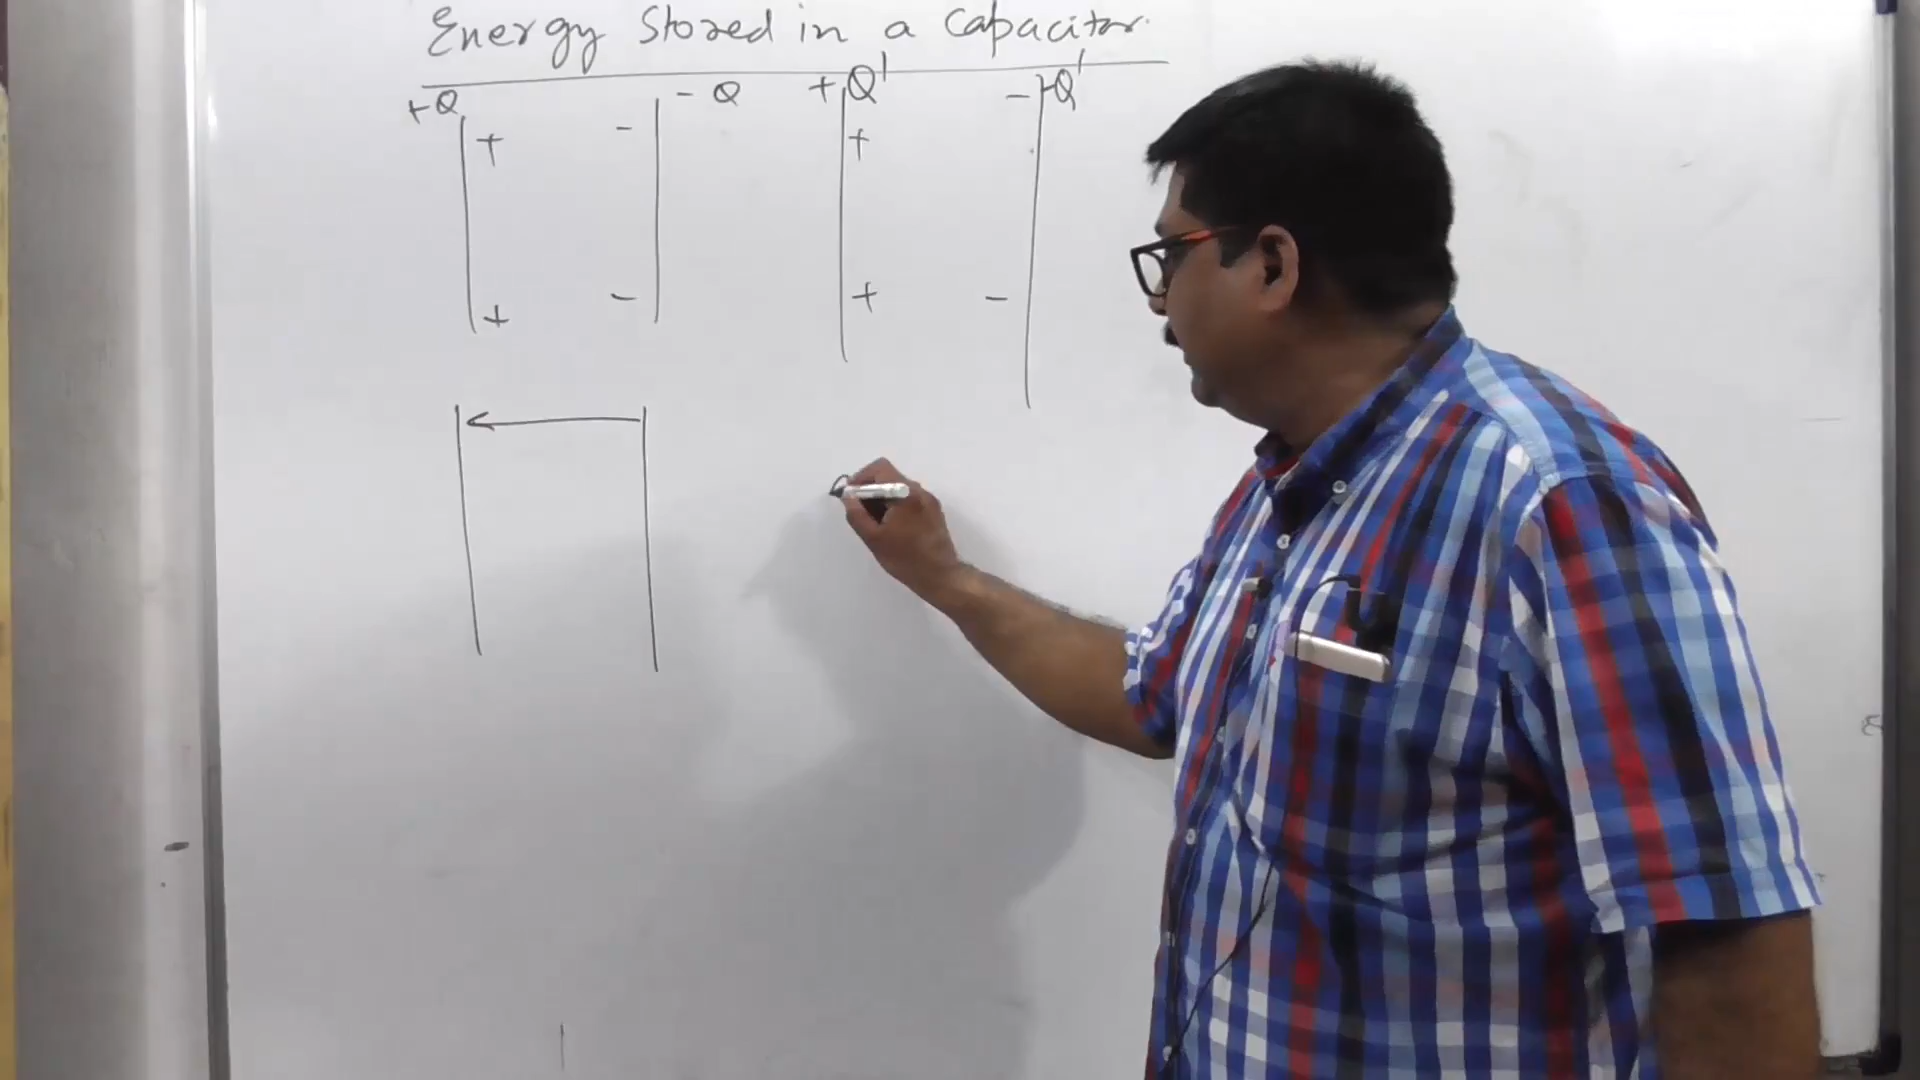 Energy Stored in a Capacitor.
+Q - Q +Q' - Q'
+ - +
+ - + -